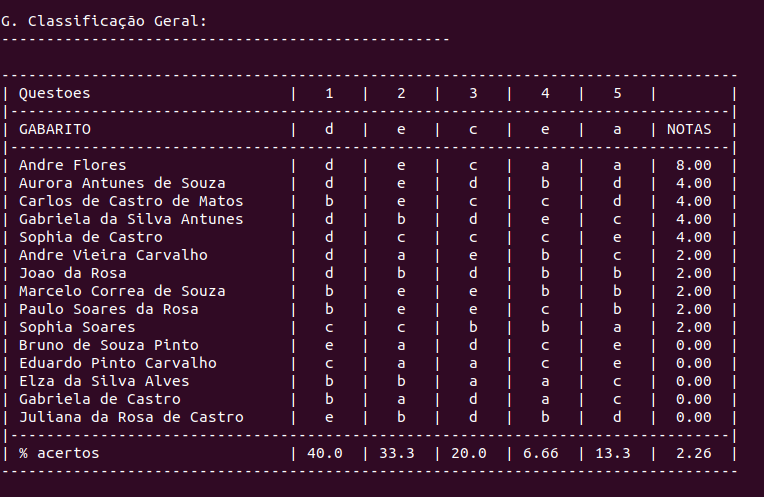 G. Classificação Geral:
--------------------------------------------------
----------------------------------------------------------------------------------
| Questoes                      |   1   |   2   |   3   |   4   |   5   |        |
|--------------------------------------------------------------------------------|
| GABARITO                      |   d   |   e   |   c   |   e   |   a   | NOTAS  |
|--------------------------------------------------------------------------------|
| Andre Flores                  |   d   |   e   |   c   |   a   |   a   |  8.00  |
| Aurora Antunes de Souza       |   d   |   e   |   d   |   b   |   d   |  4.00  |
| Carlos de Castro de Matos     |   b   |   e   |   c   |   c   |   d   |  4.00  |
| Gabriela da Silva Antunes     |   d   |   b   |   d   |   e   |   c   |  4.00  |
| Sophia de Castro              |   d   |   c   |   c   |   c   |   e   |  4.00  |
| Andre Vieira Carvalho         |   d   |   a   |   e   |   b   |   c   |  2.00  |
| Joao da Rosa                  |   d   |   b   |   d   |   b   |   b   |  2.00  |
| Marcelo Correa de Souza       |   b   |   e   |   e   |   b   |   b   |  2.00  |
| Paulo Soares da Rosa          |   b   |   e   |   e   |   c   |   b   |  2.00  |
| Sophia Soares                 |   c   |   c   |   b   |   b   |   a   |  2.00  |
| Bruno de Souza Pinto          |   e   |   a   |   d   |   c   |   e   |  0.00  |
| Eduardo Pinto Carvalho        |   c   |   a   |   a   |   c   |   e   |  0.00  |
| Elza da Silva Alves           |   b   |   b   |   a   |   a   |   c   |  0.00  |
| Gabriela de Castro            |   b   |   a   |   d   |   a   |   c   |  0.00  |
| Juliana da Rosa de Castro     |   e   |   b   |   d   |   b   |   d   |  0.00  |
|--------------------------------------------------------------------------------|
| % acertos                     | 40.0  | 33.3  | 20.0  | 6.66  | 13.3  |  2.26  |
----------------------------------------------------------------------------------